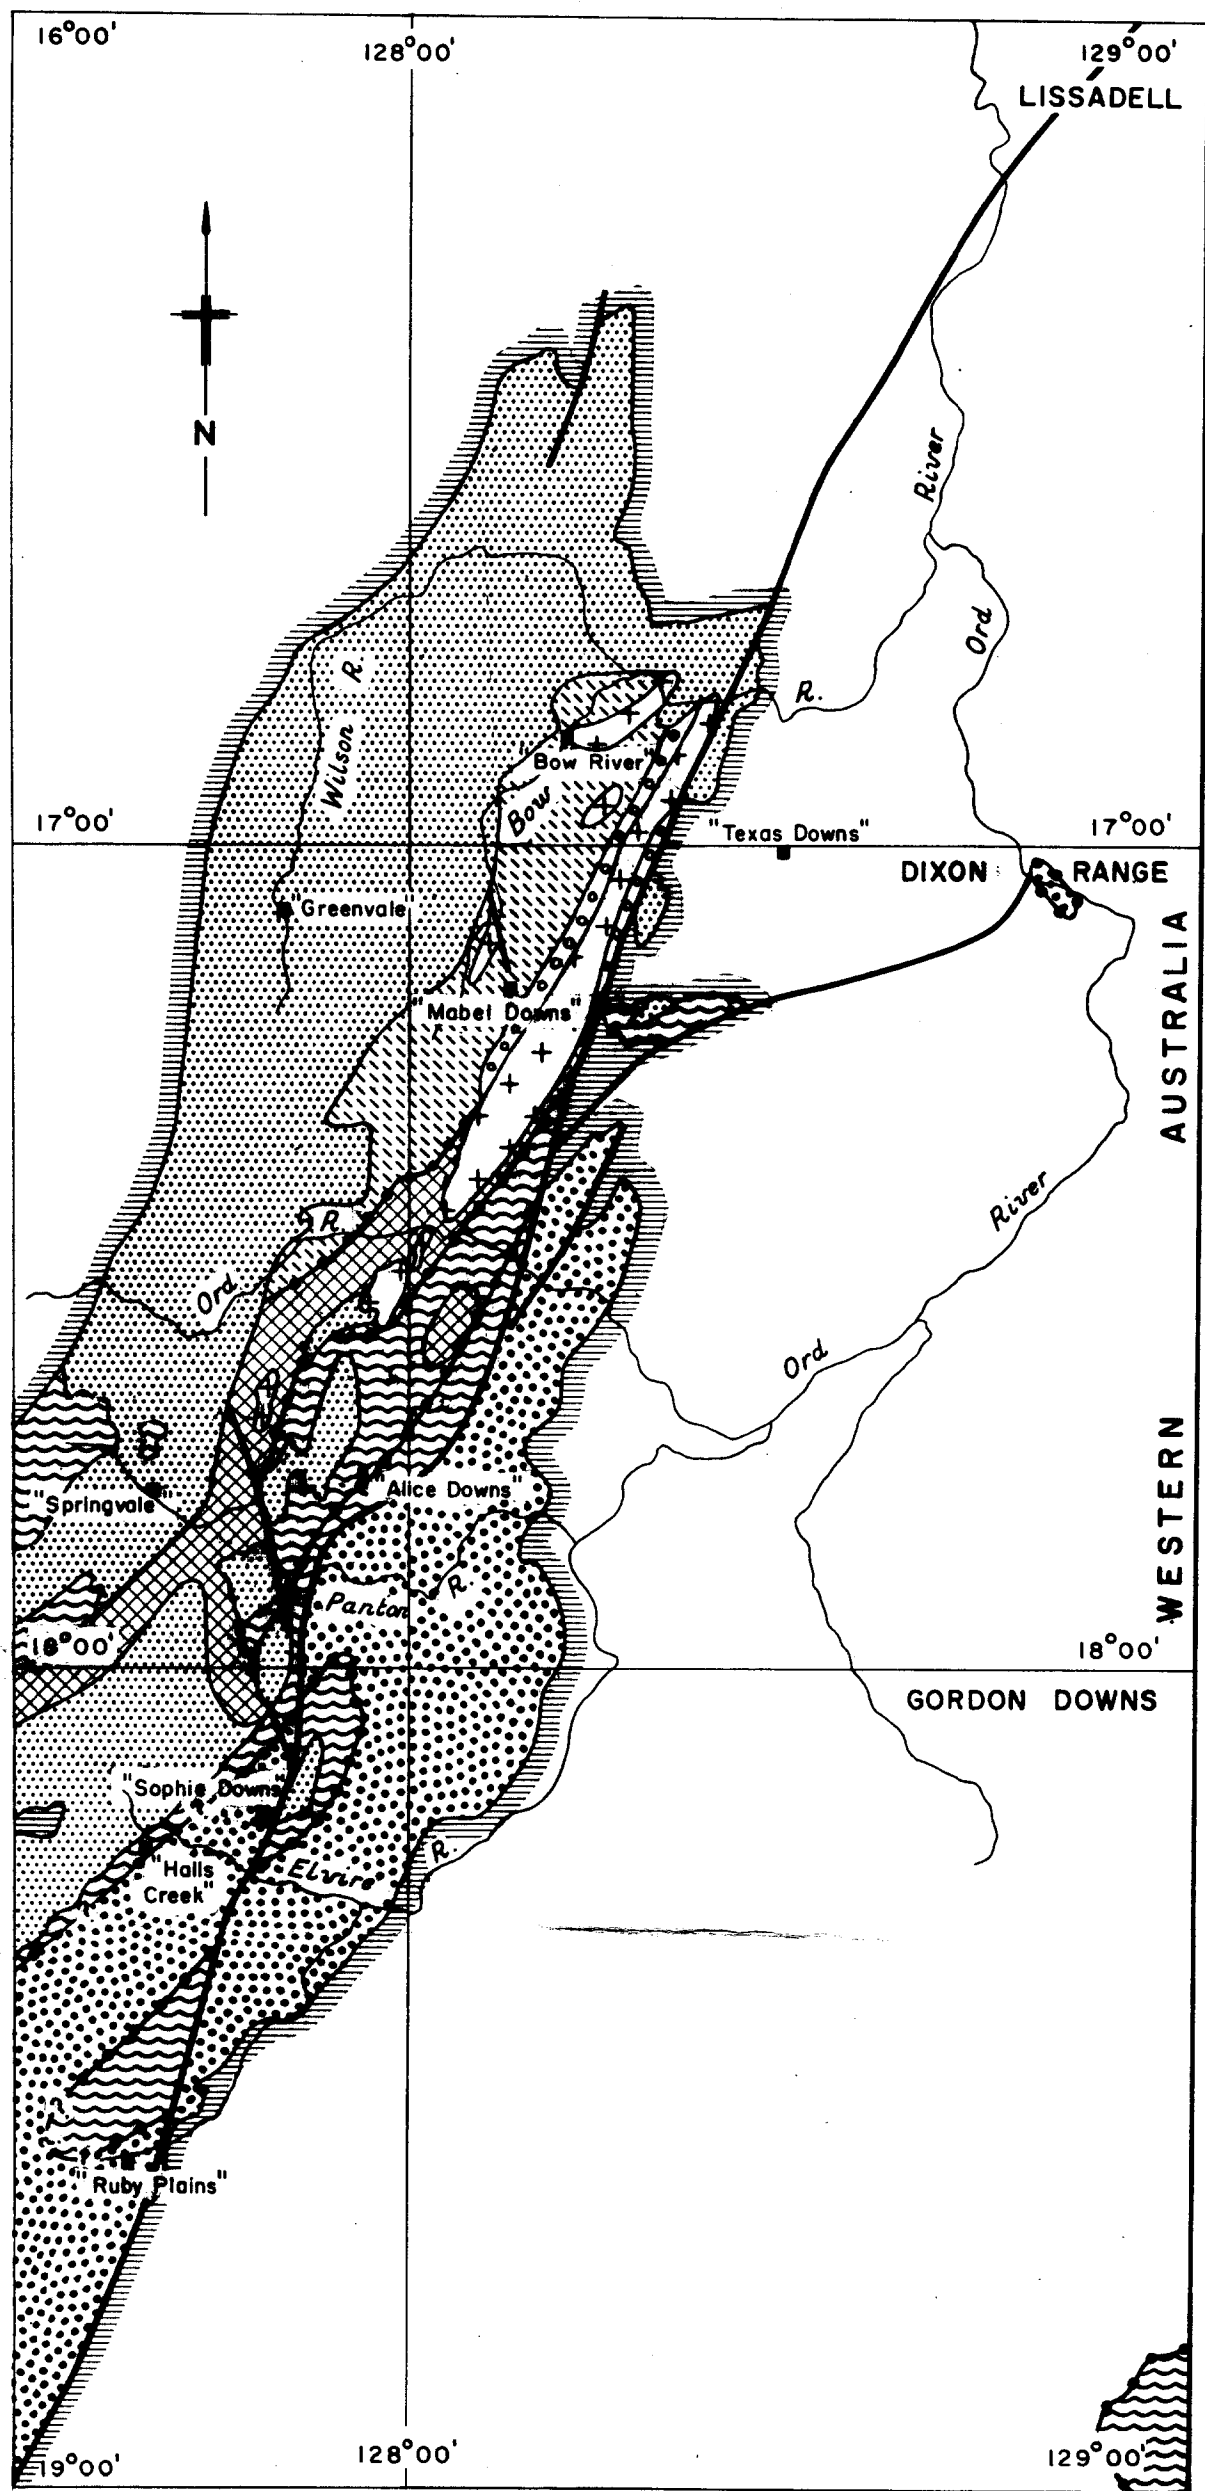 16°00'
128°00'
129°00'
LISSADELL
N
River
Ord
R.
Wilson
R.
"Bow River"
Bow
17°00'
17°00'
"Texas Downs"
DIXON RANGE
"Greenvale"
"Mabel Downs"
AUSTRALIA
River
R.
Ord
Ord
WESTERN
"Alice Downs"
"Springvale"
Panton
R.
18°00'
18°00'
GORDON DOWNS
"Sophie Downs"
"Halls
Creek"
Elvire
R.
"Ruby Plains"
19°00'
128°00'
129°00'